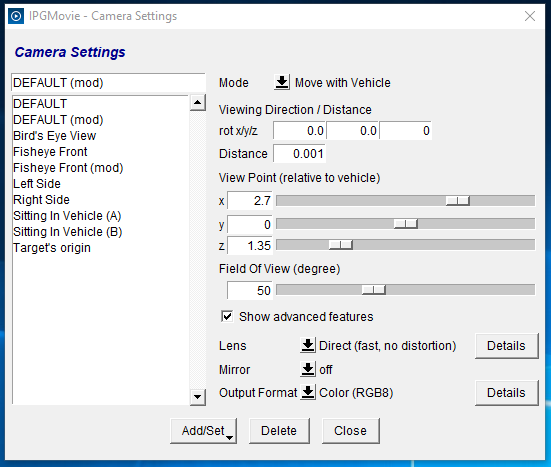 IPGMovie - Camera Settings
Camera Settings
DEFAULT (mod)
DEFAULT
DEFAULT (mod)
Bird's Eye View
Fisheye Front
Fisheye Front (mod)
Left Side
Right Side
Sitting In Vehicle (A)
Sitting In Vehicle (B)
Target's origin
Mode Move with Vehicle
Viewing Direction / Distance
rot x/y/z 0.0 0.0 0
Distance 0.001
View Point (relative to vehicle)
x 2.7
y 0
z 1.35
Field Of View (degree)
50
Show advanced features
Lens Direct (fast, no distortion) Details
Mirror off
Output Format Color (RGB8) Details
Add/Set Delete Close